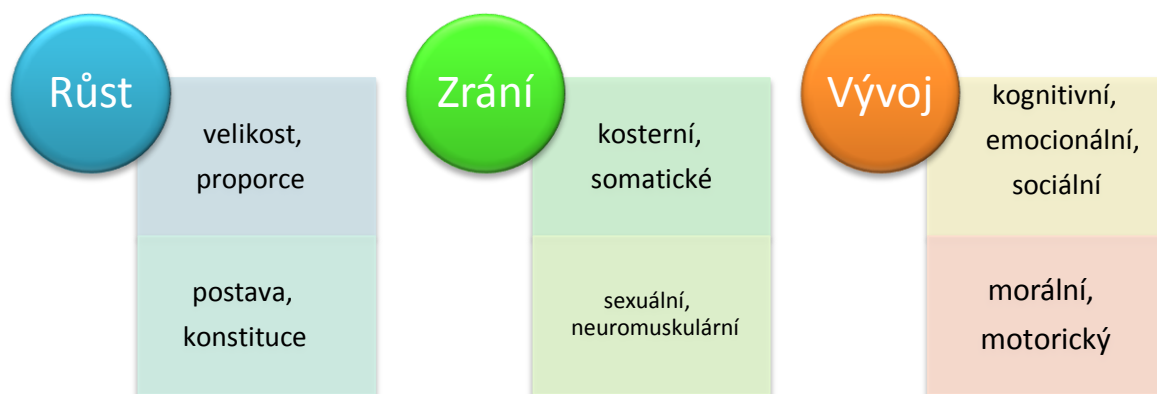 Růst
velikost,
proporce
postava,
konstituce
Zrání
kosterní,
somatické
sexuální,
neuromuskulární
Vývoj
kognitivní,
emocionální,
sociální
morální,
motorický